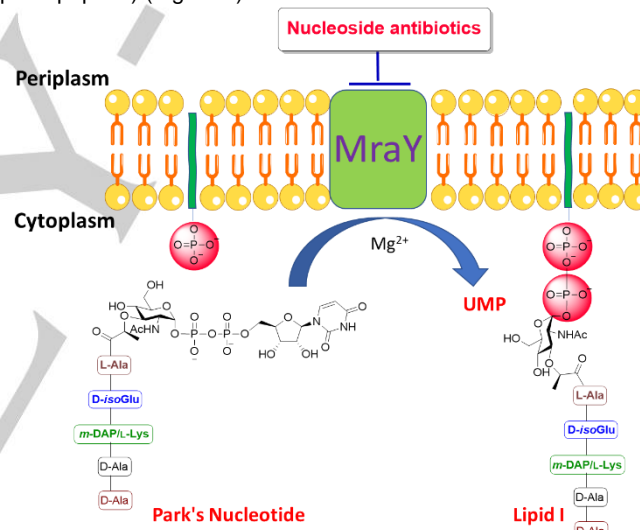 Nucleoside antibiotics
Periplasm
MraY
Cytoplasm
Mg2+
UMP
O=P-O-
O
O-
O=P-O-
O
O-
O=P-O-
O
OH
HO
O
AcHN
O
O
O
O
O-P-O-P-O
O-
O-
O
N
NH
O
O
HO
OH
L-Ala
D-isoGlu
m-DAP/L-Lys
D-Ala
D-Ala
HO
O
NHAc
OH
O
O
L-Ala
D-isoGlu
m-DAP/L-Lys
D-Ala
Park's Nucleotide
Lipid I